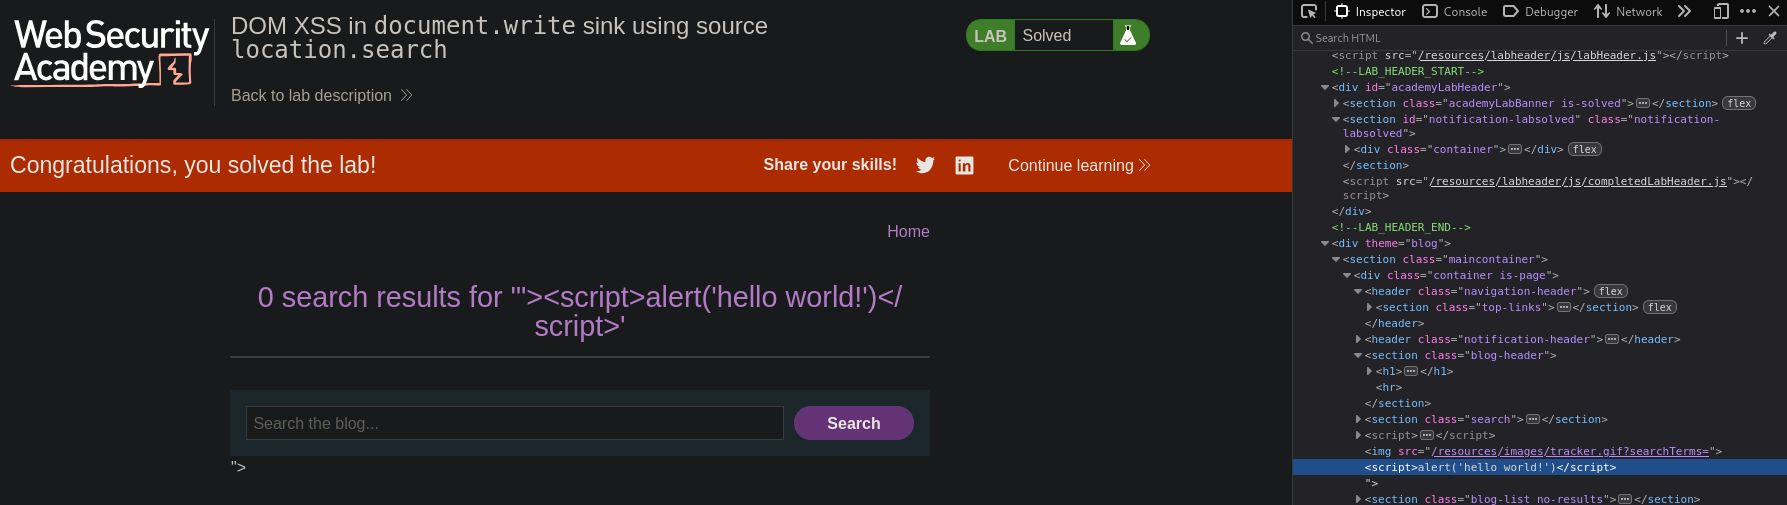 Web Security
Academy
DOM XSS in document.write sink using source
location.search
Back to lab description
LAB Solved
Congratulations, you solved the lab!
Share your skills!
Continue learning
Home
0 search results for '"><script>alert('hello world!')</
script>'
Search the blog...
Search
">
Inspector Console Debugger Network
Search HTML
<script src="/resources/labheader/js/labHeader.js"></script>
<!--LAB_HEADER_START-->
<div id="academyLabHeader">
<section class="academyLabBanner is-solved"></section> flex
<section id="notification-labsolved" class="notification-
labsolved">
<div class="container"></div> flex
</section>
<script src="/resources/labheader/js/completedLabHeader.js"></
script>
</div>
<!--LAB_HEADER_END-->
<div theme="blog">
<section class="maincontainer">
<div class="container is-page">
<header class="navigation-header"> flex
<section class="top-links"></section> flex
</header>
<header class="notification-header"></header>
<section class="blog-header">
<h1></h1>
<hr>
</section>
<section class="search"></section>
<script></script>
<img src="/resources/images/tracker.gif?searchTerms=">
<script>alert('hello world!')</script>
">
<section class="blog-list no-results"></section>